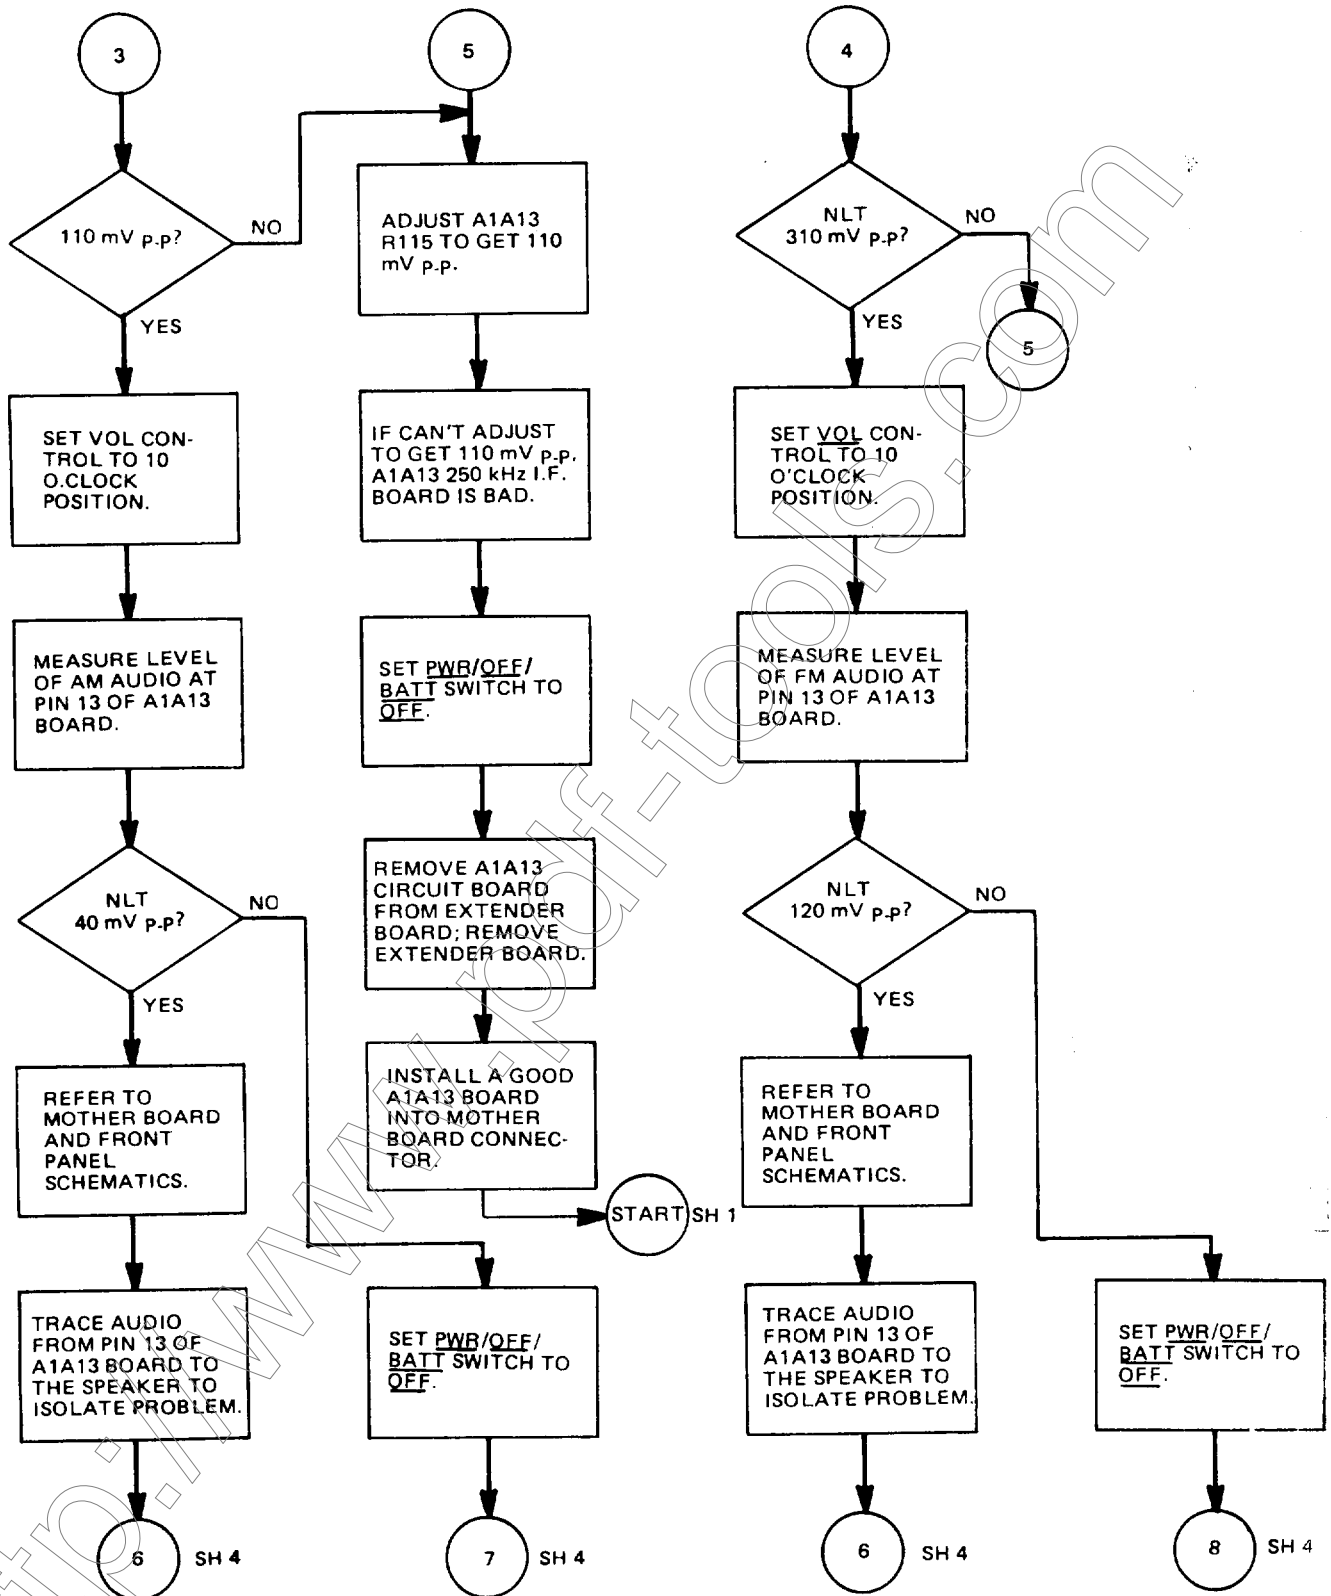 3
110 mV p-p?
NO
YES
SET VOL CON-
TROL TO 10
O.CLOCK
POSITION.
MEASURE LEVEL
OF AM AUDIO AT
PIN 13 OF A1A13
BOARD.
NLT
40 mV p-p?
NO
YES
REFER TO
MOTHER BOARD
AND FRONT
PANEL
SCHEMATICS.
TRACE AUDIO
FROM PIN 13 OF
A1A13 BOARD TO
THE SPEAKER TO
ISOLATE PROBLEM.
6
SH 4
5
ADJUST A1A13
R115 TO GET 110
mV p-p.
IF CAN'T ADJUST
TO GET 110 mV p-p,
A1A13 250 kHz I.F.
BOARD IS BAD.
SET PWR/OFF/
BATT SWITCH TO
OFF.
REMOVE A1A13
CIRCUIT BOARD
FROM EXTENDER
BOARD; REMOVE
EXTENDER BOARD.
INSTALL A GOOD
A1A13 BOARD
INTO MOTHER
BOARD CONNEC-
TOR.
START SH 1
SET PWR/OFF/
BATT SWITCH TO
OFF.
7
SH 4
4
NLT
310 mV p-p?
NO
5
YES
SET VOL CON-
TROL TO 10
O'CLOCK
POSITION.
MEASURE LEVEL
OF FM AUDIO AT
PIN 13 OF A1A13
BOARD.
NLT
120 mV p-p?
NO
YES
REFER TO
MOTHER BOARD
AND FRONT
PANEL
SCHEMATICS.
TRACE AUDIO
FROM PIN 13 OF
A1A13 BOARD TO
THE SPEAKER TO
ISOLATE PROBLEM.
6
SH 4
SET PWR/OFF/
BATT SWITCH TO
OFF.
8
SH 4
tp://www.pdf-tools.com